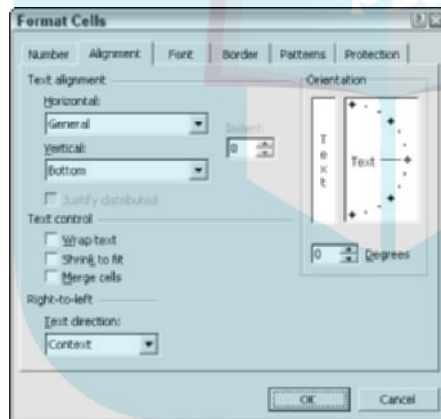 Format Cells
Number Alignment Font Border Patterns Protection
Text alignment
Horizontal:
General
Vertical:
Bottom
Indent:
0
Justify distributed
Text control
Wrap text
Shrink to fit
Merge cells
Right-to-left
Text direction:
Context
Orientation
Text
Text
0 Degrees
OK Cancel